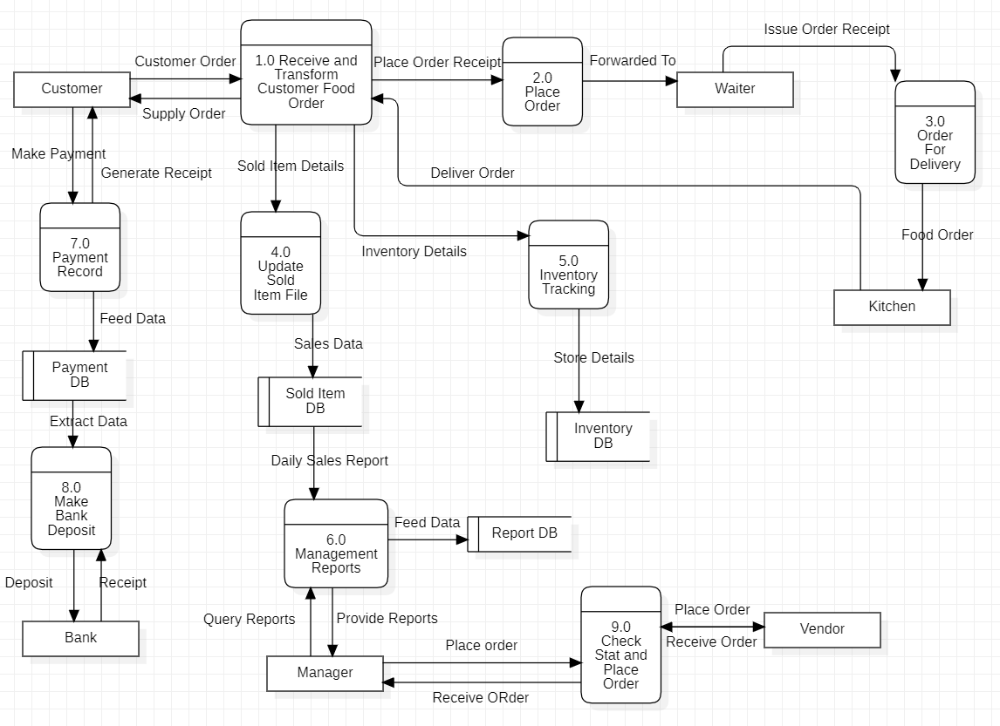 Issue Order Receipt
Customer Order
1.0 Receive and
Transform
Customer Food
Order
Place Order Receipt
2.0
Place
Order
Forwarded To
Waiter
Customer
Supply Order
3.0
Order
For
Delivery
Make Payment
Generate Receipt
Sold Item Details
Deliver Order
7.0
Payment
Record
4.0
Update
Sold
Item File
Inventory Details
5.0
Inventory
Tracking
Food Order
Kitchen
Feed Data
Sales Data
Store Details
Payment
DB
Sold Item
DB
Inventory
DB
Extract Data
Daily Sales Report
8.0
Make
Bank
Deposit
6.0
Management
Reports
Feed Data
Report DB
Deposit
Receipt
Query Reports
Provide Reports
Bank
Manager
Place order
Receive ORder
9.0
Check
Stat and
Place
Order
Place Order
Receive Order
Vendor